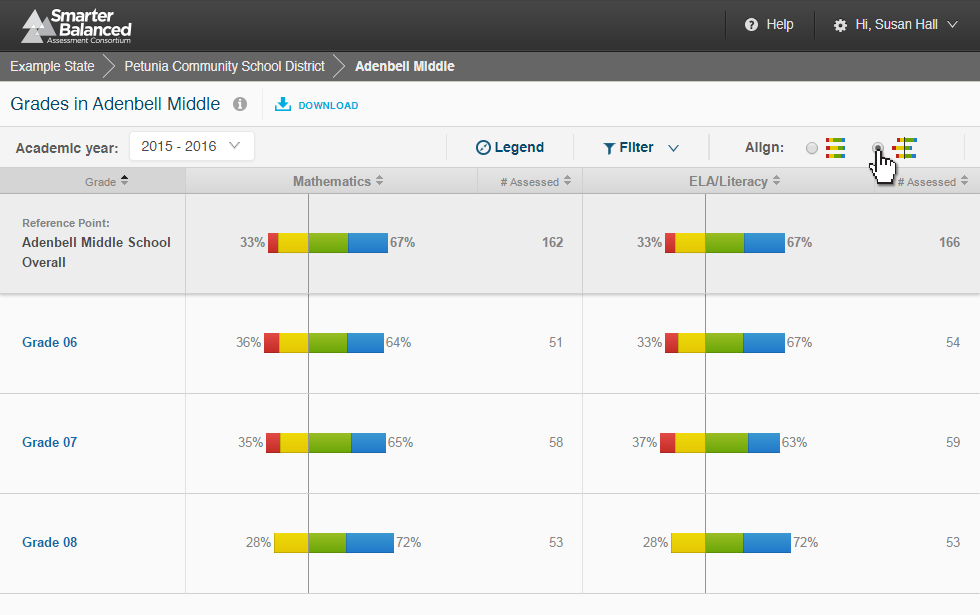 Smarter
Balanced
Assessment Consortium
Help
Hi, Susan Hall
Example State
Petunia Community School District
Adenbell Middle
Grades in Adenbell Middle
DOWNLOAD
Academic year:
2015 - 2016
Legend
Filter
Align:
Grade
Mathematics
# Assessed
ELA/Literacy
# Assessed
Reference Point:
Adenbell Middle School
Overall
33% 67% 162 33% 67% 166
Grade 06 36% 64% 51 33% 67% 54
Grade 07 35% 65% 58 37% 63% 59
Grade 08 28% 72% 53 28% 72% 53